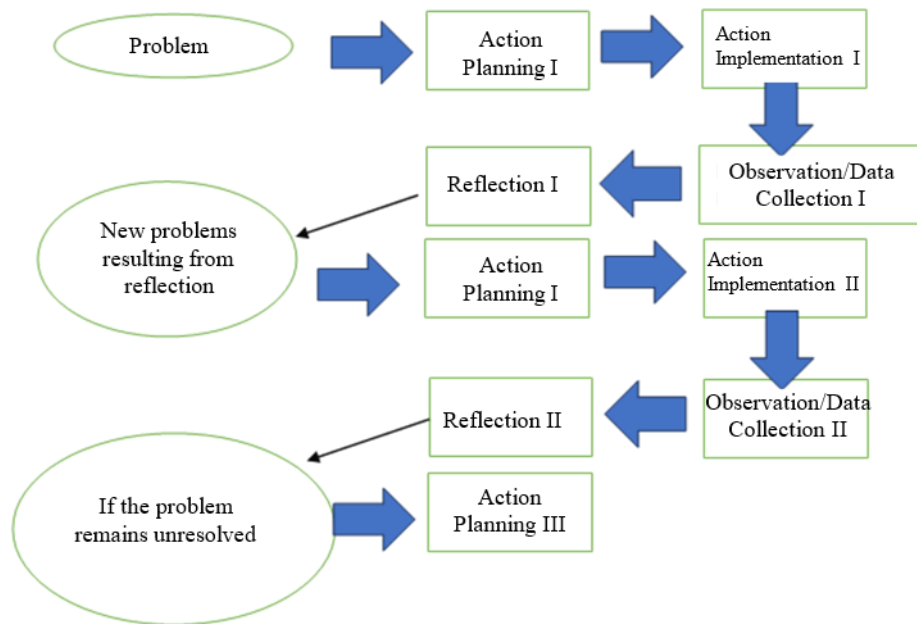 Problem
Action
Planning I
Action
Implementation I
Observation/Data
Collection I
Reflection I
New problems
resulting from
reflection
Action
Planning I
Action
Implementation II
Observation/Data
Collection II
Reflection II
If the problem
remains unresolved
Action
Planning III